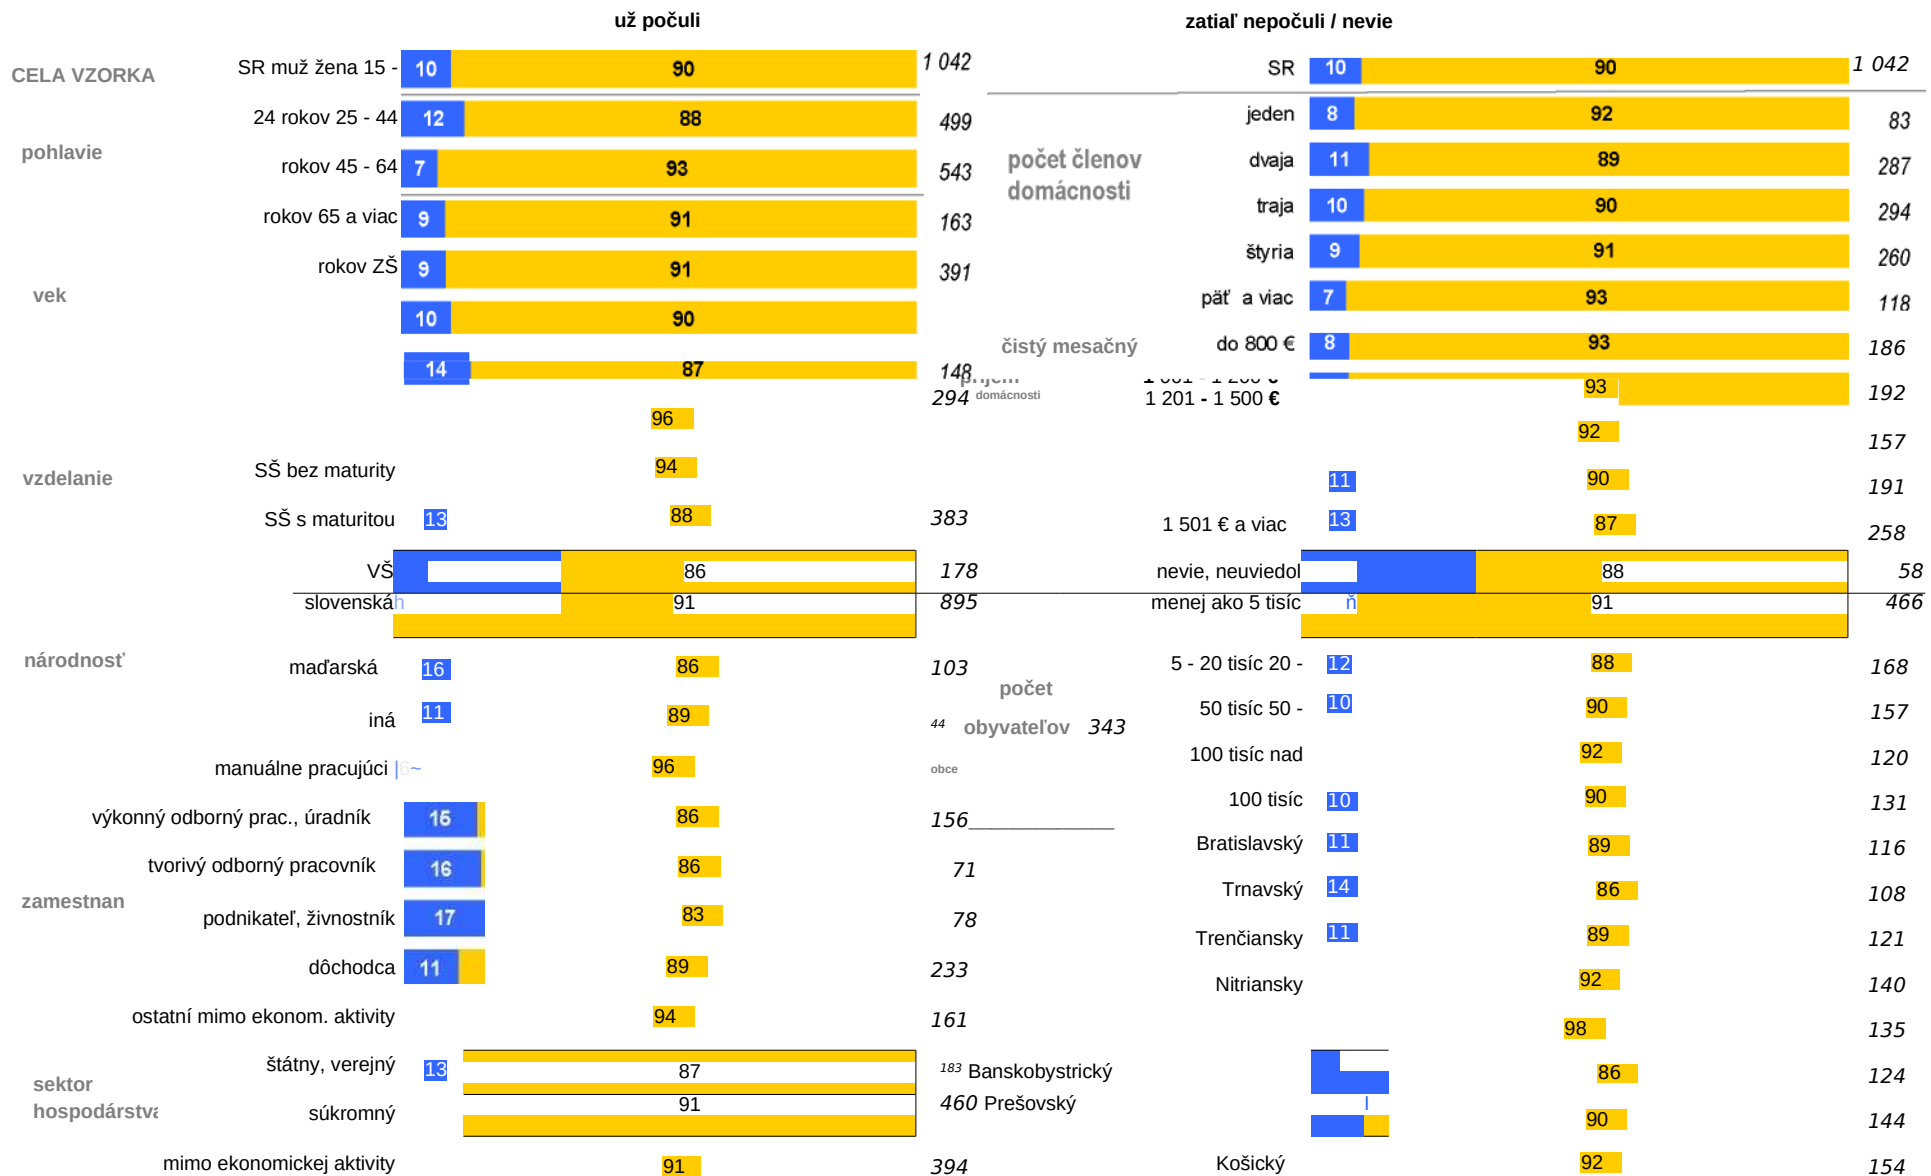 už počuli
zatiaľ nepočuli / nevie
CELA VZORKA
SR muž žena 15 - 10 90 1 042
24 rokov 25 - 44 12 88 499
pohlavie
rokov 45 - 64 7 93 543
rokov 65 a viac 9 91 163
rokov ZŠ 9 91 391
vek
10 90
14 87 148
294
96
vzdelanie
SŠ bez maturity 94
SŠ s maturitou 13 88 383
VŠ 86 178
slovenská 91 895
národnosť
maďarská 16 86 103
iná 11 89 44
manuálne pracujúci 96
výkonný odborný prac., úradník 15 86 156
tvorivý odborný pracovník 16 86 71
zamestnan
podnikateľ, živnostník 17 83 78
dôchodca 11 89 233
ostatní mimo ekonom. aktivity 94 161
štátny, verejný 13 87 183
sektor
hospodárstva
súkromný 91 460
mimo ekonomickej aktivity 91 394
SR 10 90 1 042
jeden 8 92 83
počet členov
domácnosti
dvaja 11 89 287
traja 10 90 294
štyria 9 91 260
päť a viac 7 93 118
čistý mesačný
do 800 € 8 93 186
domácnosti
1 201 - 1 500 € 93 192
92 157
11 90 191
1 501 € a viac 13 87 258
nevie, neuviedol 88 58
menej ako 5 tisíc ň 91 466
5 - 20 tisíc 20 - 12 88 168
počet
50 tisíc 50 - 10 90 157
obyvateľov 343
100 tisíc nad 92 120
obce
100 tisíc 10 90 131
Bratislavský 11 89 116
Trnavský 14 86 108
Trenčiansky 11 89 121
Nitriansky 92 140
98 135
Banskobystrický 86 124
Prešovský 90 144
Košický 92 154